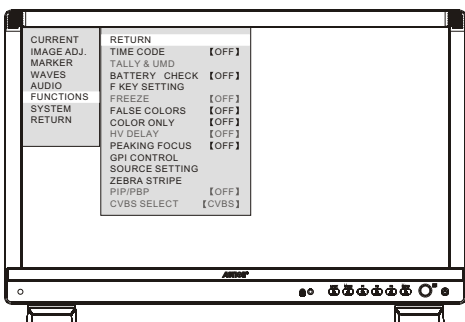 CURRENT
IMAGE ADJ.
MARKER
WAVES
AUDIO
FUNCTIONS
SYSTEM
RETURN
RETURN
TIME CODE 【OFF】
TALLY & UMD
BATTERY CHECK 【OFF】
F KEY SETTING
FREEZE 【OFF】
FALSE COLORS 【OFF】
COLOR ONLY 【OFF】
HV DELAY 【OFF】
PEAKING FOCUS 【OFF】
GPI CONTROL
SOURCE SETTING
ZEBRA STRIPE
PIP/PBP 【OFF】
CVBS SELECT 【CVBS】